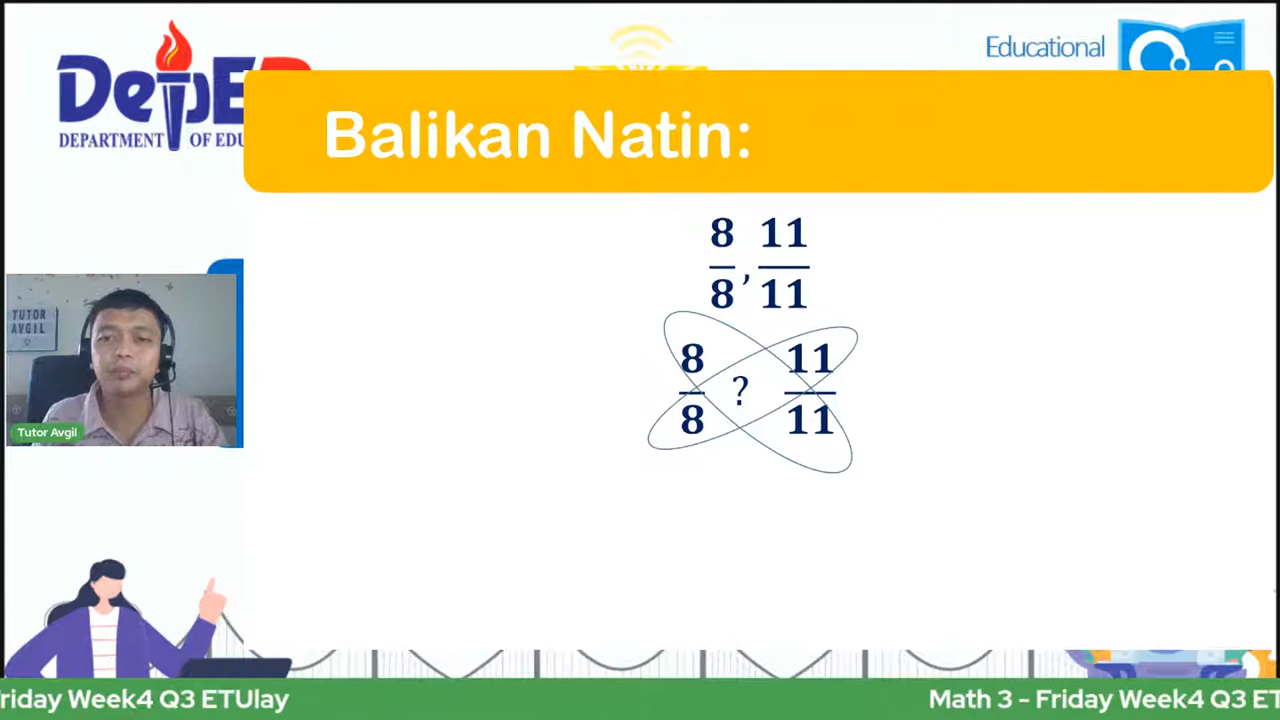 DepE
DEPARTMENT OF EDU
Educational
Balikan Natin:
8/8, 11/11
8/8 ? 11/11
TUTOR
AVGIL
Tutor Avgil
riday Week4 Q3 ETUlay
Math 3 - Friday Week4 Q3 ET